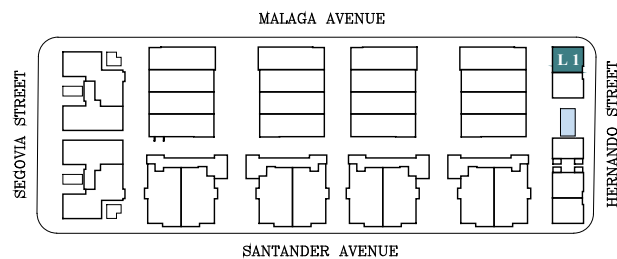 MALAGA AVENUE
SEGOVIA STREET
L 1
HERNANDO STREET
SANTANDER AVENUE